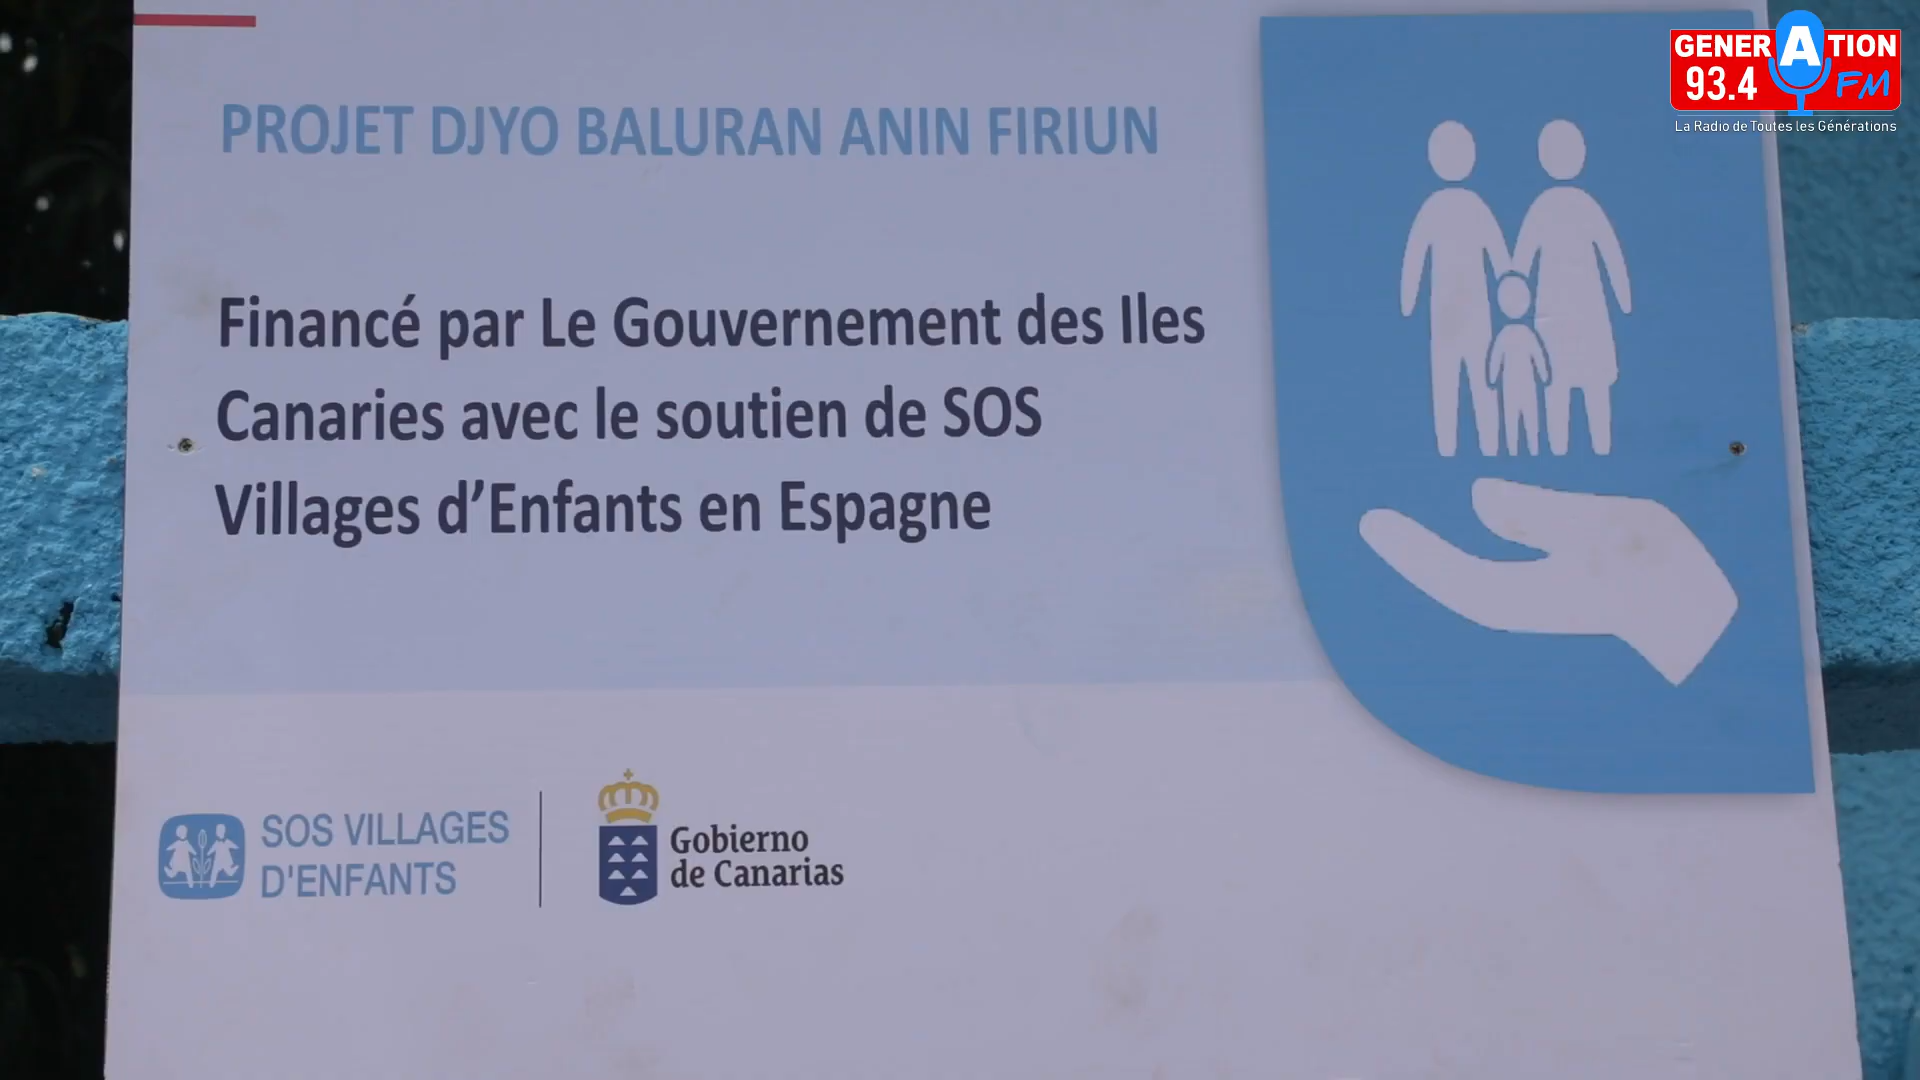 GENERATION
93.4 FM
La Radio de Toutes les Générations
PROJET DJYO BALURAN ANIN FIRIUN
Financé par Le Gouvernement des Iles
Canaries avec le soutien de SOS
Villages d'Enfants en Espagne
SOS VILLAGES
D'ENFANTS
Gobierno
de Canarias